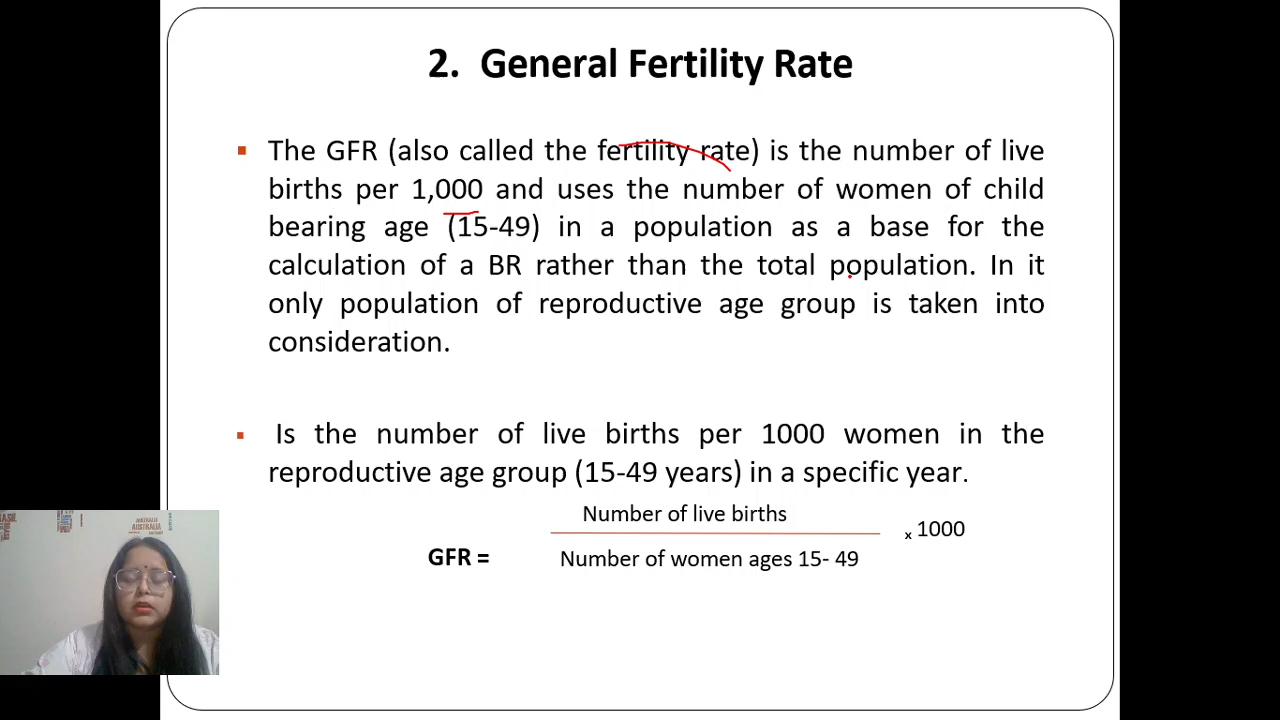 2. General Fertility Rate
▪ The GFR (also called the fertility rate) is the number of live
births per 1,000 and uses the number of women of child
bearing age (15-49) in a population as a base for the
calculation of a BR rather than the total population. In it
only population of reproductive age group is taken into
consideration.
▪ Is the number of live births per 1000 women in the
reproductive age group (15-49 years) in a specific year.
Number of live births
x 1000
GFR =
Number of women ages 15- 49
AUSTRALIA